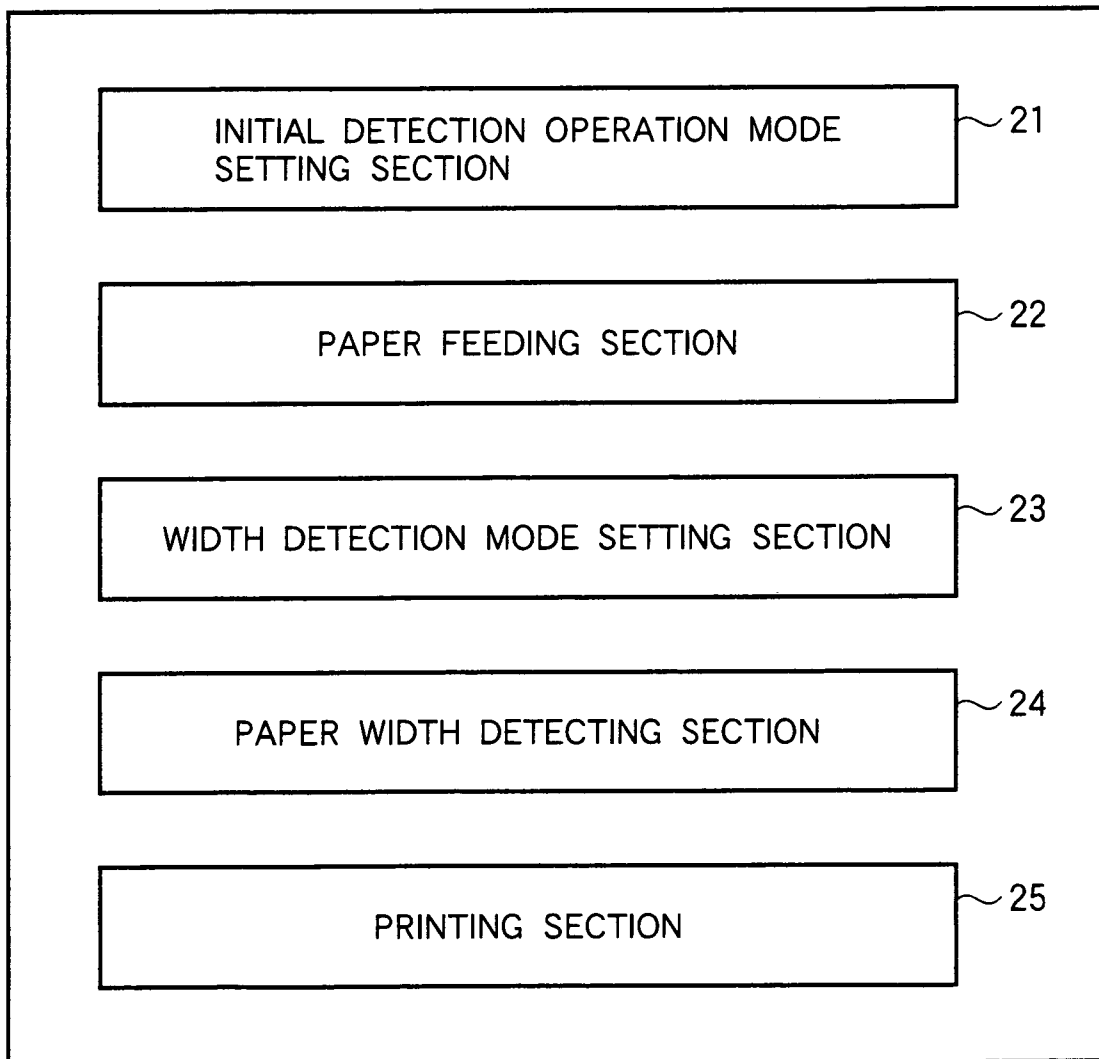 INITIAL DETECTION OPERATION MODE 21
SETTING SECTION
PAPER FEEDING SECTION 22
WIDTH DETECTION MODE SETTING SECTION 23
PAPER WIDTH DETECTING SECTION 24
PRINTING SECTION 25